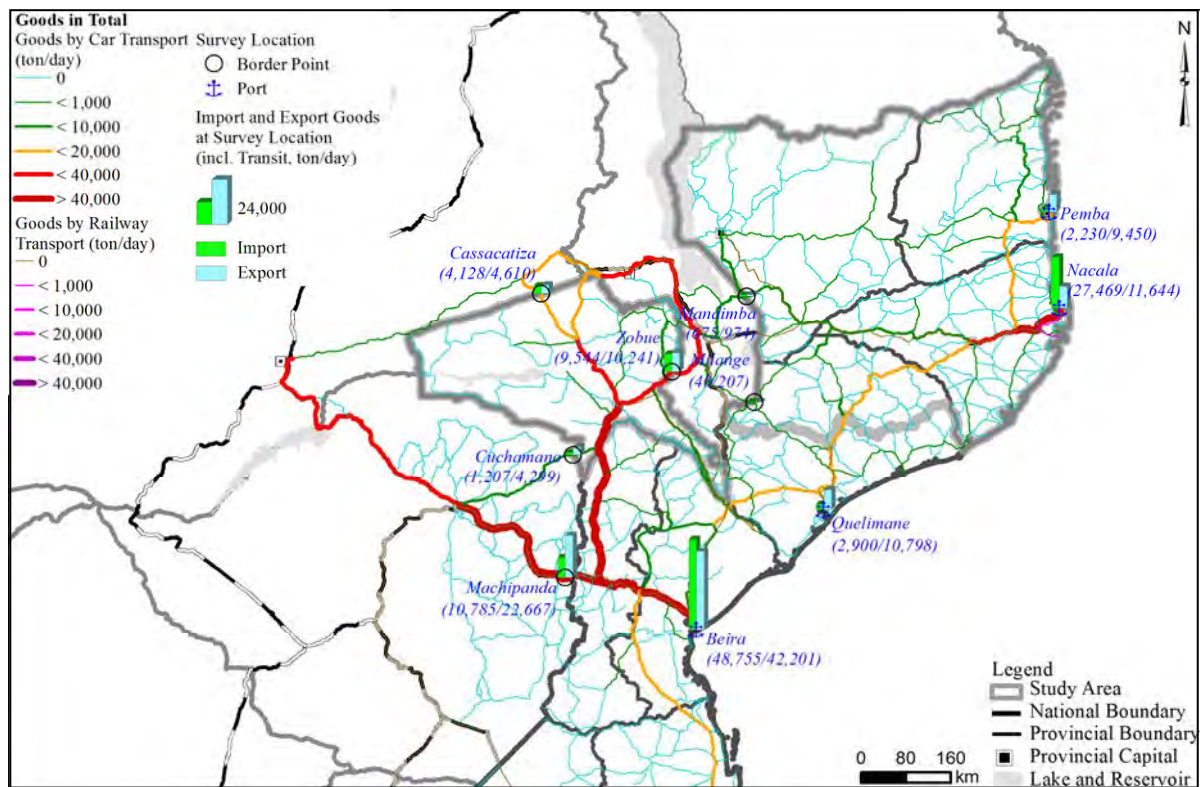 Goods in Total
Goods by Car Transport
(ton/day)
0
< 1,000
< 10,000
< 20,000
< 40,000
> 40,000
Goods by Railway
Transport (ton/day)
0
< 1,000
< 10,000
< 20,000
< 40,000
> 40,000
Survey Location
Border Point
Port
Import and Export Goods
at Survey Location
(incl. Transit, ton/day)
24,000
Import
Export
N
Pemba
(2,230/9,450)
Nacala
(27,469/11,644)
Cassacatiza
(4,128/4,610)
Mandimba
(675/974)
Zobue
(9,544/10,241)
Milange
(40/207)
Cuchamano
(1,207/4,299)
Quelimane
(2,900/10,798)
Machipanda
(10,785/22,667)
Beira
(48,755/42,201)
Legend
Study Area
National Boundary
Provincial Boundary
Provincial Capital
Lake and Reservoir
0 80 160
km